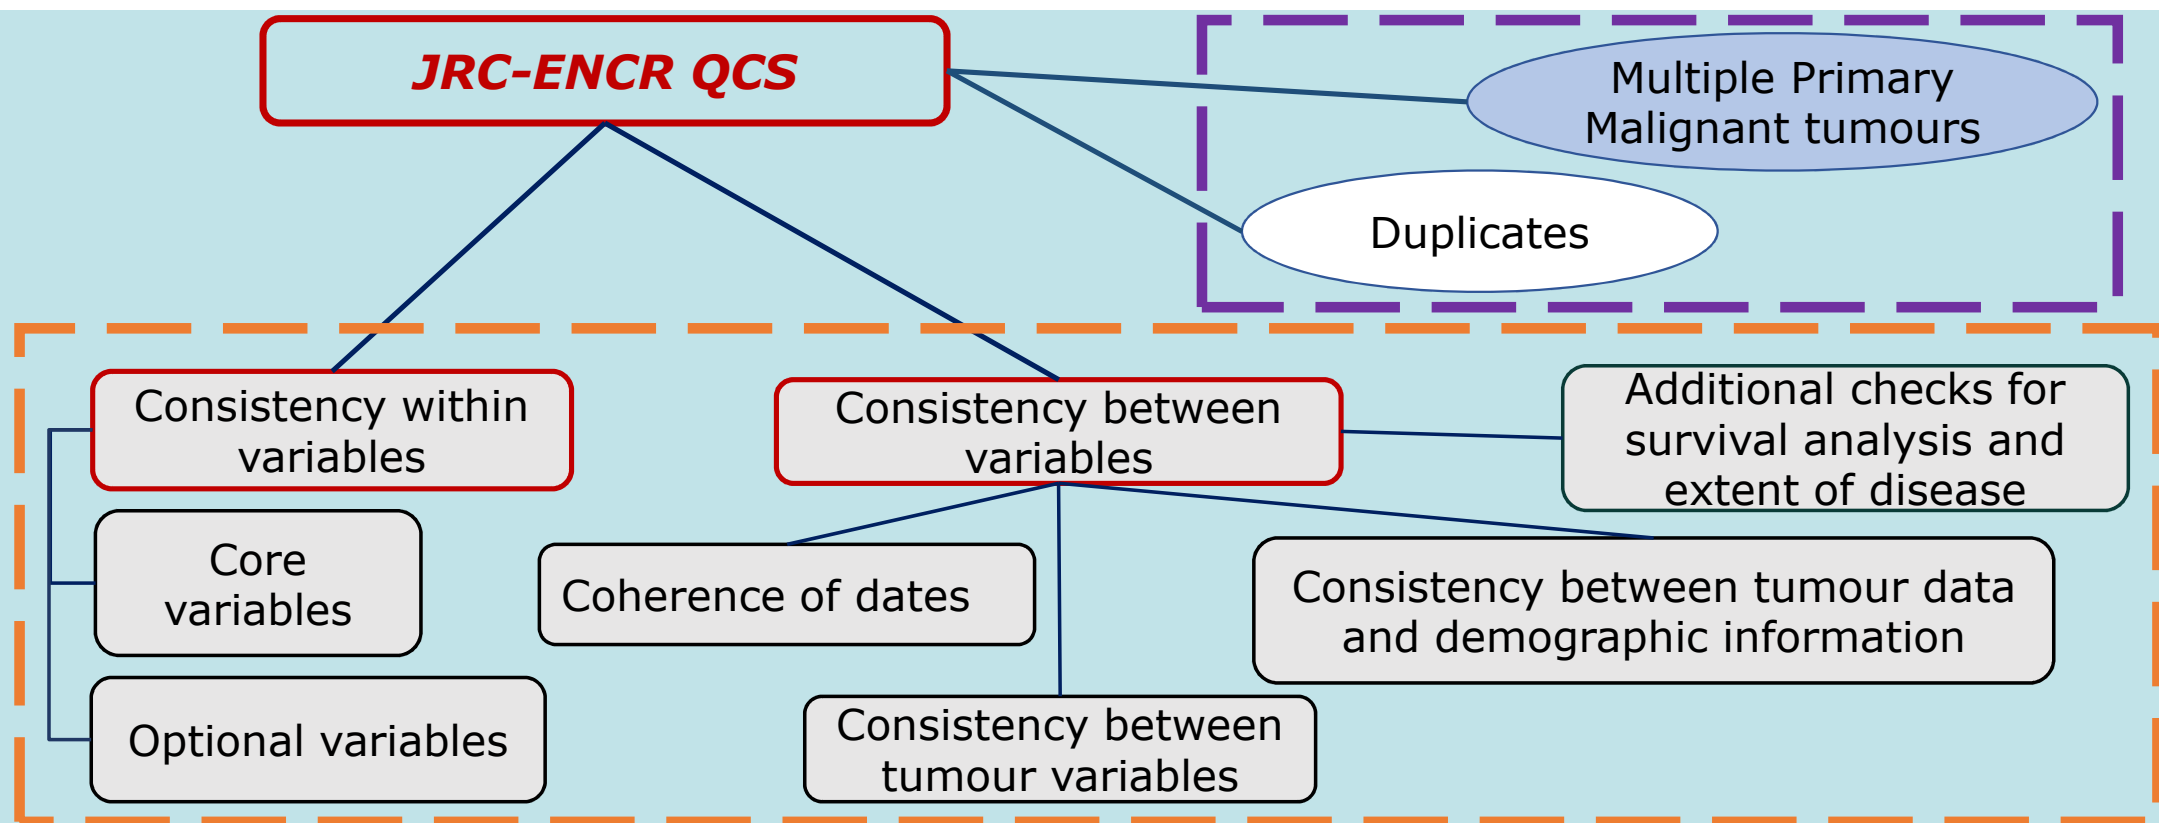 JRC-ENCR QCS
Multiple Primary
Malignant tumours
Duplicates
Consistency within
variables
Consistency between
variables
Additional checks for
survival analysis and
extent of disease
Core
variables
Coherence of dates
Consistency between tumour data
and demographic information
Optional variables
Consistency between
tumour variables